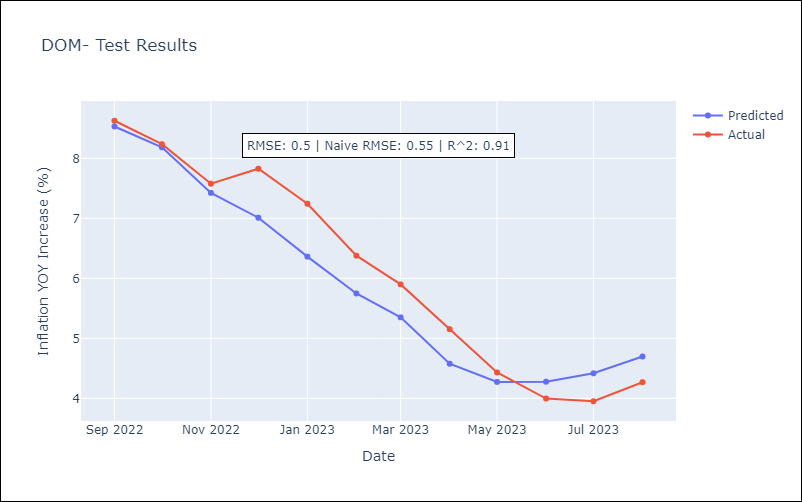 DOM- Test Results
Predicted
Actual
RMSE: 0.5 | Naive RMSE: 0.55 | R^2: 0.91
Inflation YOY Increase (%)
8
7
6
5
4
Sep 2022
Nov 2022
Jan 2023
Mar 2023
May 2023
Jul 2023
Date